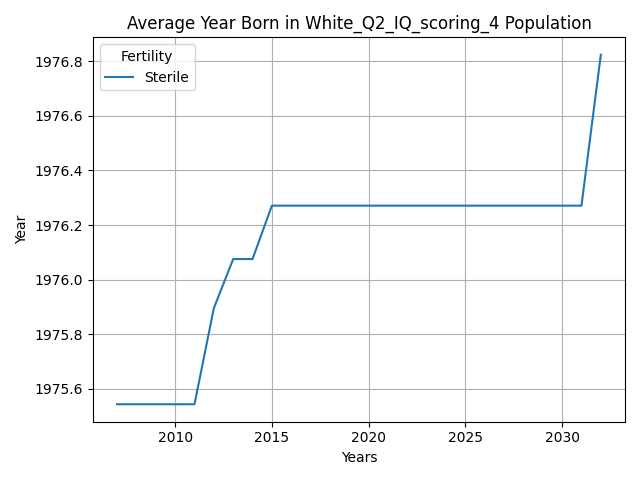 Average Year Born in White_Q2_IQ_scoring_4 Population
Fertility
Sterile
Year
1976.8
1976.6
1976.4
1976.2
1976.0
1975.8
1975.6
2010 2015 2020 2025 2030
Years